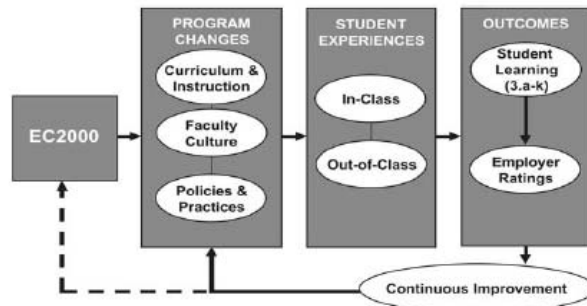 PROGRAM
CHANGES
Curriculum &
Instruction
Faculty
Culture
Policies &
Practices
STUDENT
EXPERIENCES
In-Class
Out-of-Class
OUTCOMES
Student
Learning
(3.a-k)
Employer
Ratings
EC2000
Continuous Improvement